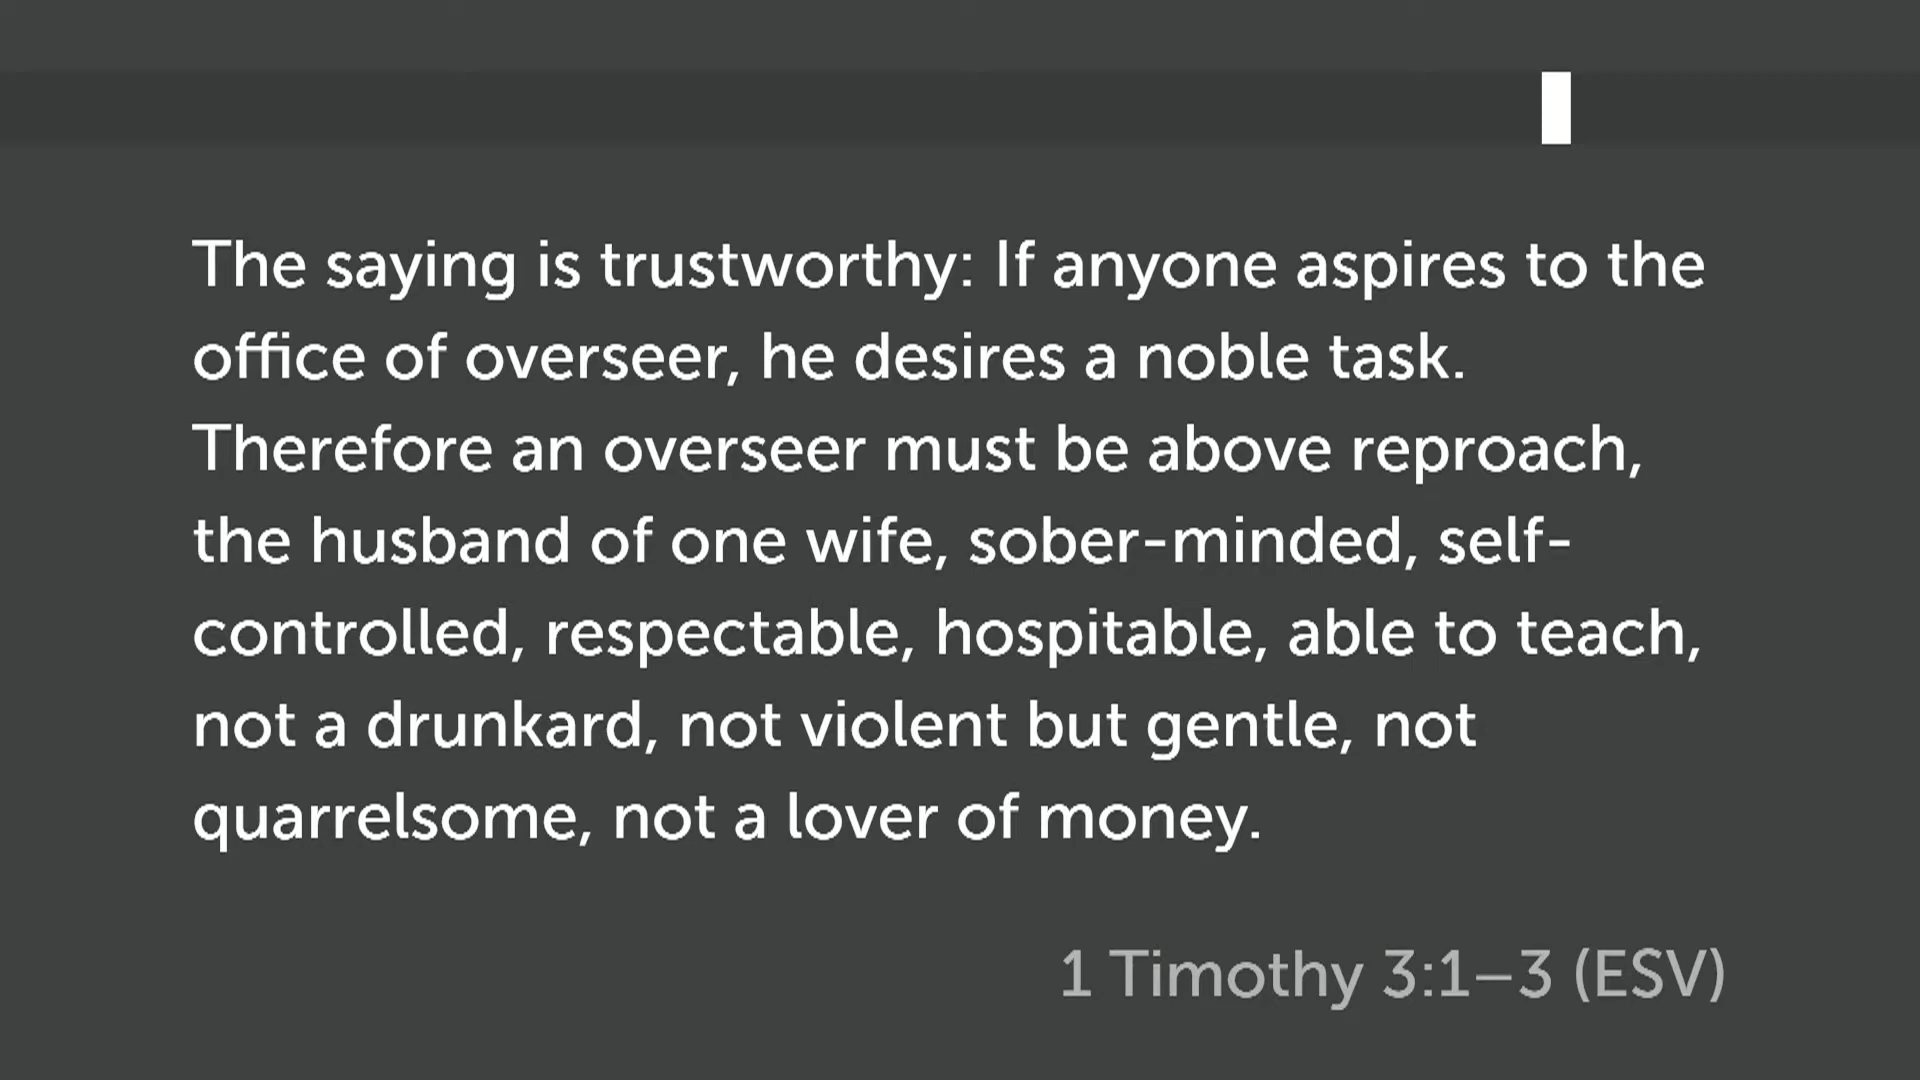 The saying is trustworthy: If anyone aspires to the
office of overseer, he desires a noble task.
Therefore an overseer must be above reproach,
the husband of one wife, sober-minded, self-
controlled, respectable, hospitable, able to teach,
not a drunkard, not violent but gentle, not
quarrelsome, not a lover of money.
1 Timothy 3:1–3 (ESV)